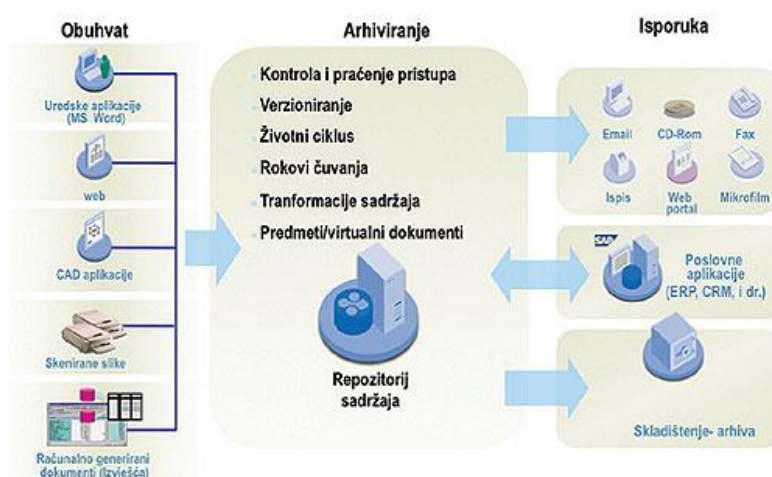 Obuhvat
Uredske aplikacije
(MS Word)
web
CAD aplikacije
Skenirane slike
Računalno generirani
dokumenti (Izvješća)
Arhiviranje
Kontrola i praćenje pristupa
Verzioniranje
Životni ciklus
Rokovi čuvanja
Tranformacije sadržaja
Predmeti/virtualni dokumenti
Repozitorij
sadržaja
Isporuka
Email
CD-Rom
Fax
Ispis
Web
portal
Mikrofilm
SAP
Poslovne
aplikacije
(ERP, CRM, i dr.)
Skladištenje- arhiva